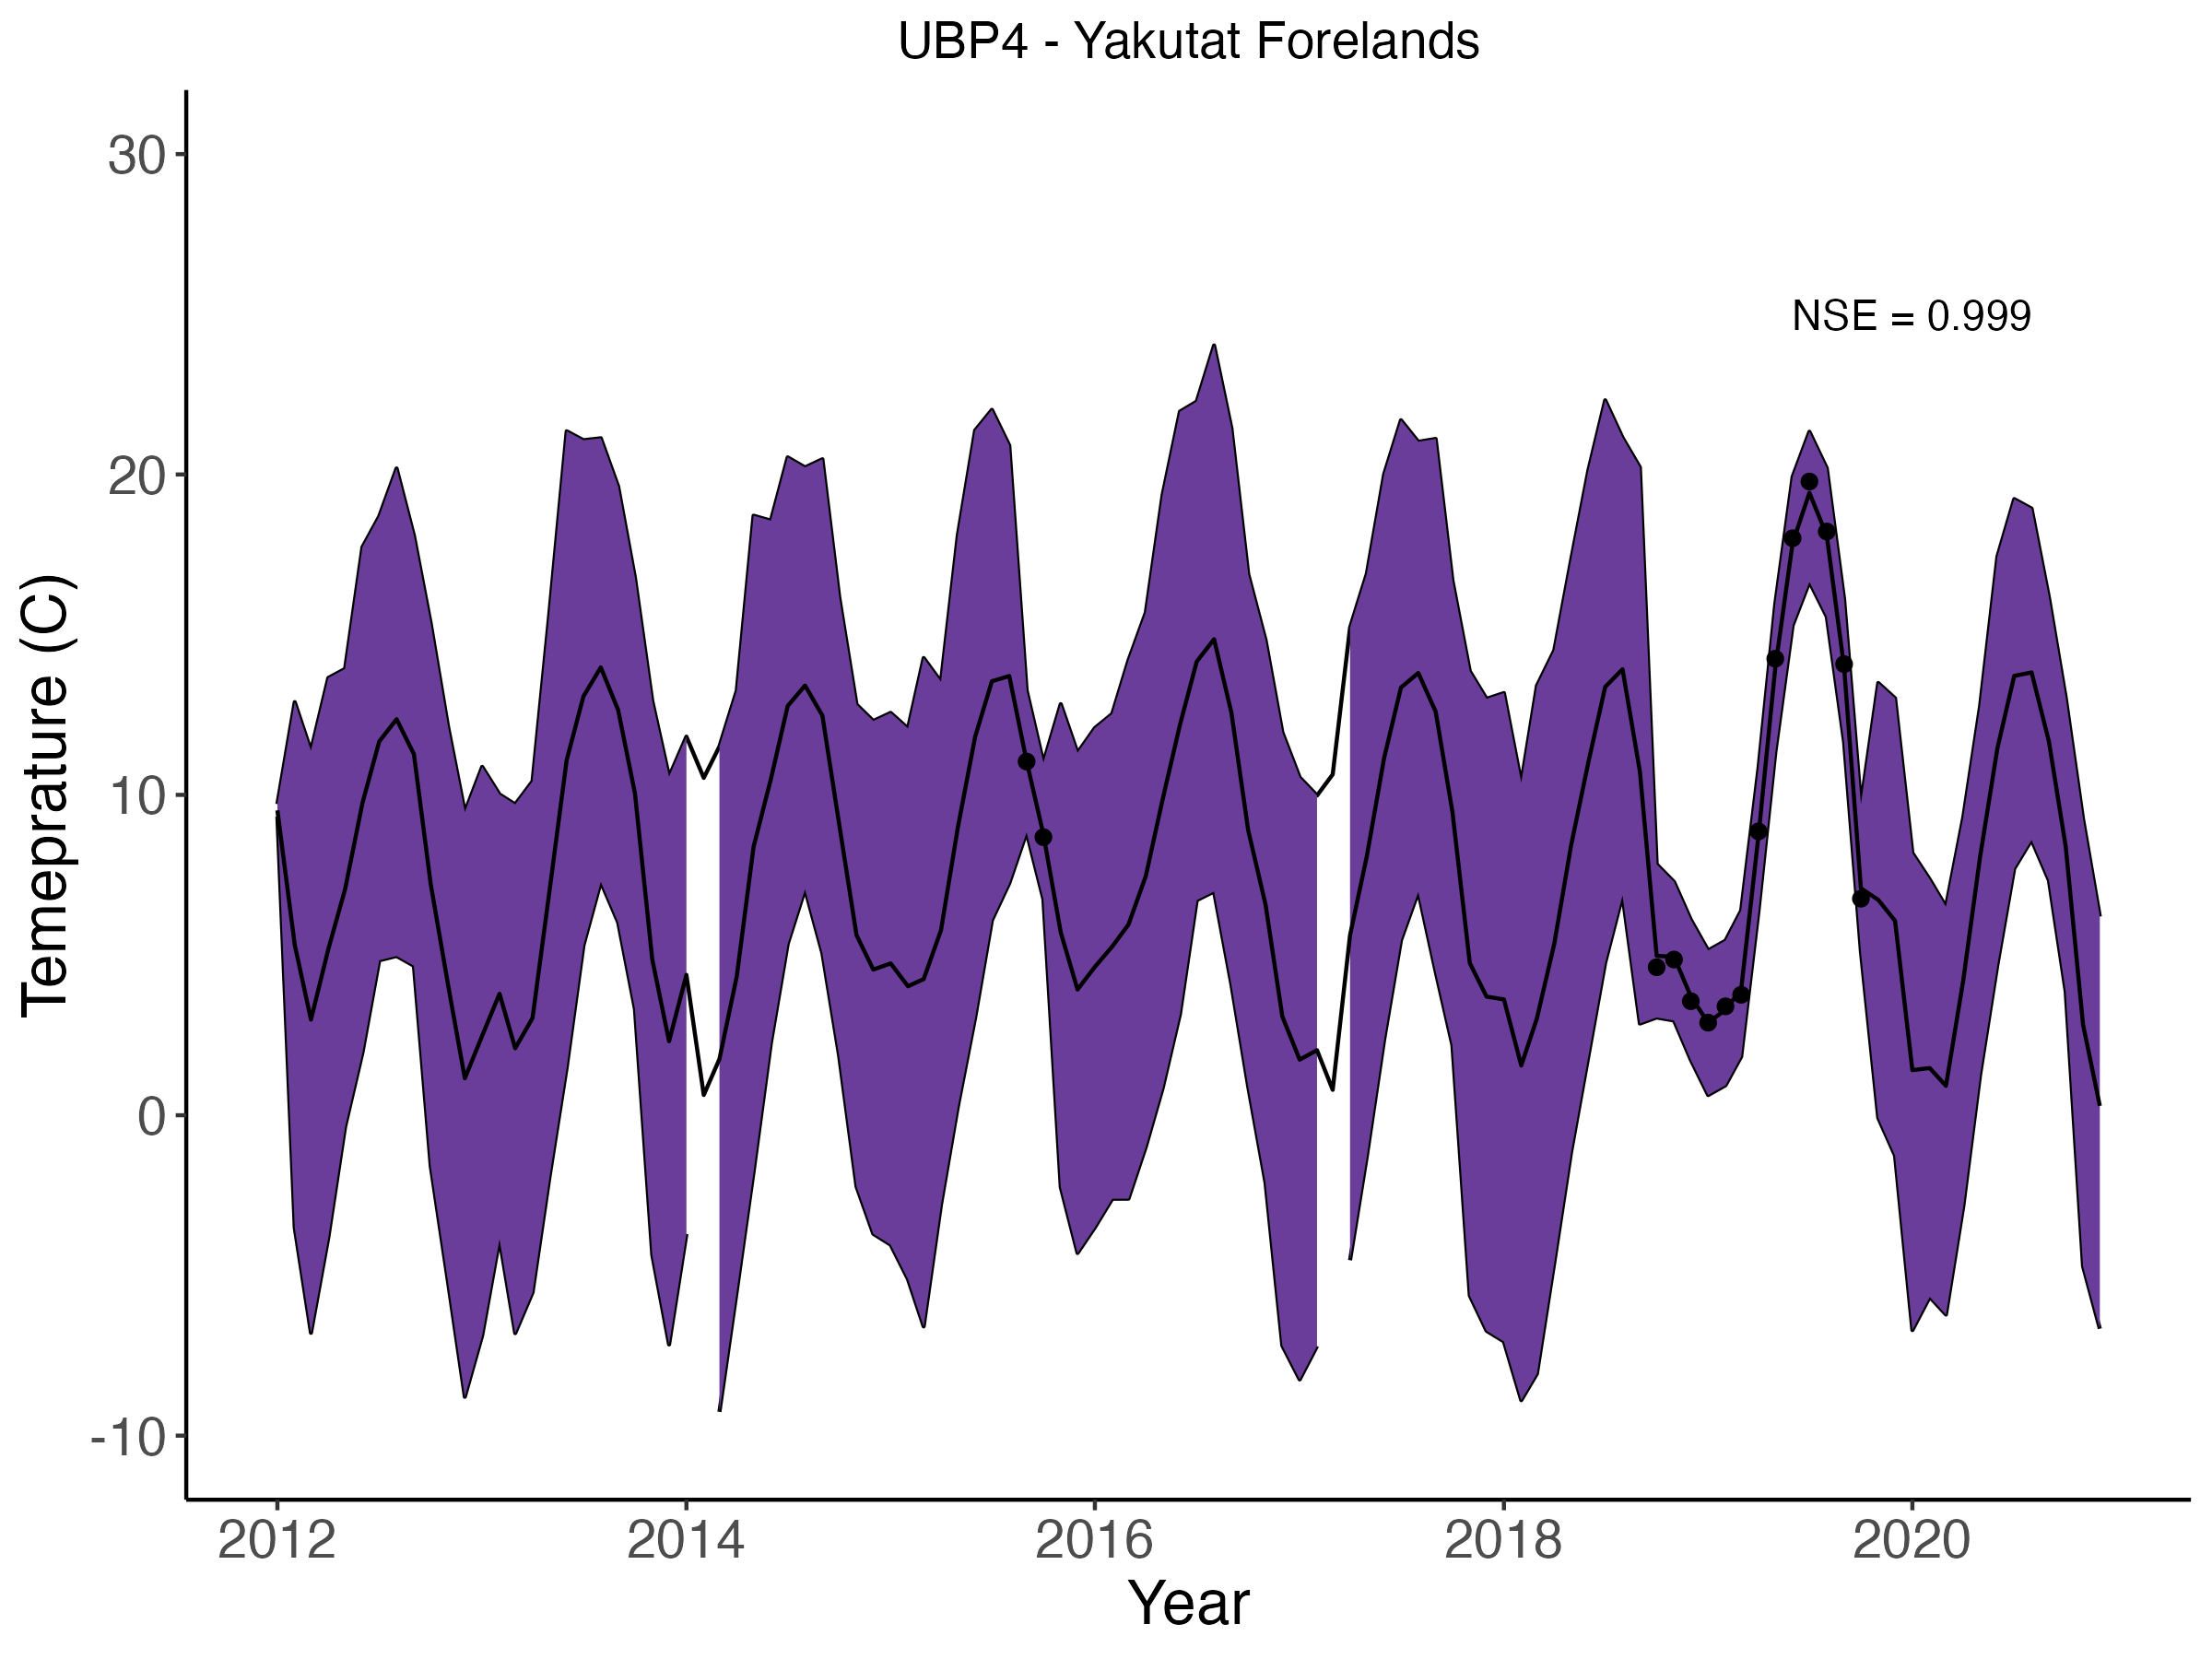 UBP4 - Yakutat Forelands
30
20
10
0
-10
Temeprature (C)
NSE = 0.999
2012 2014 2016 2018 2020
Year